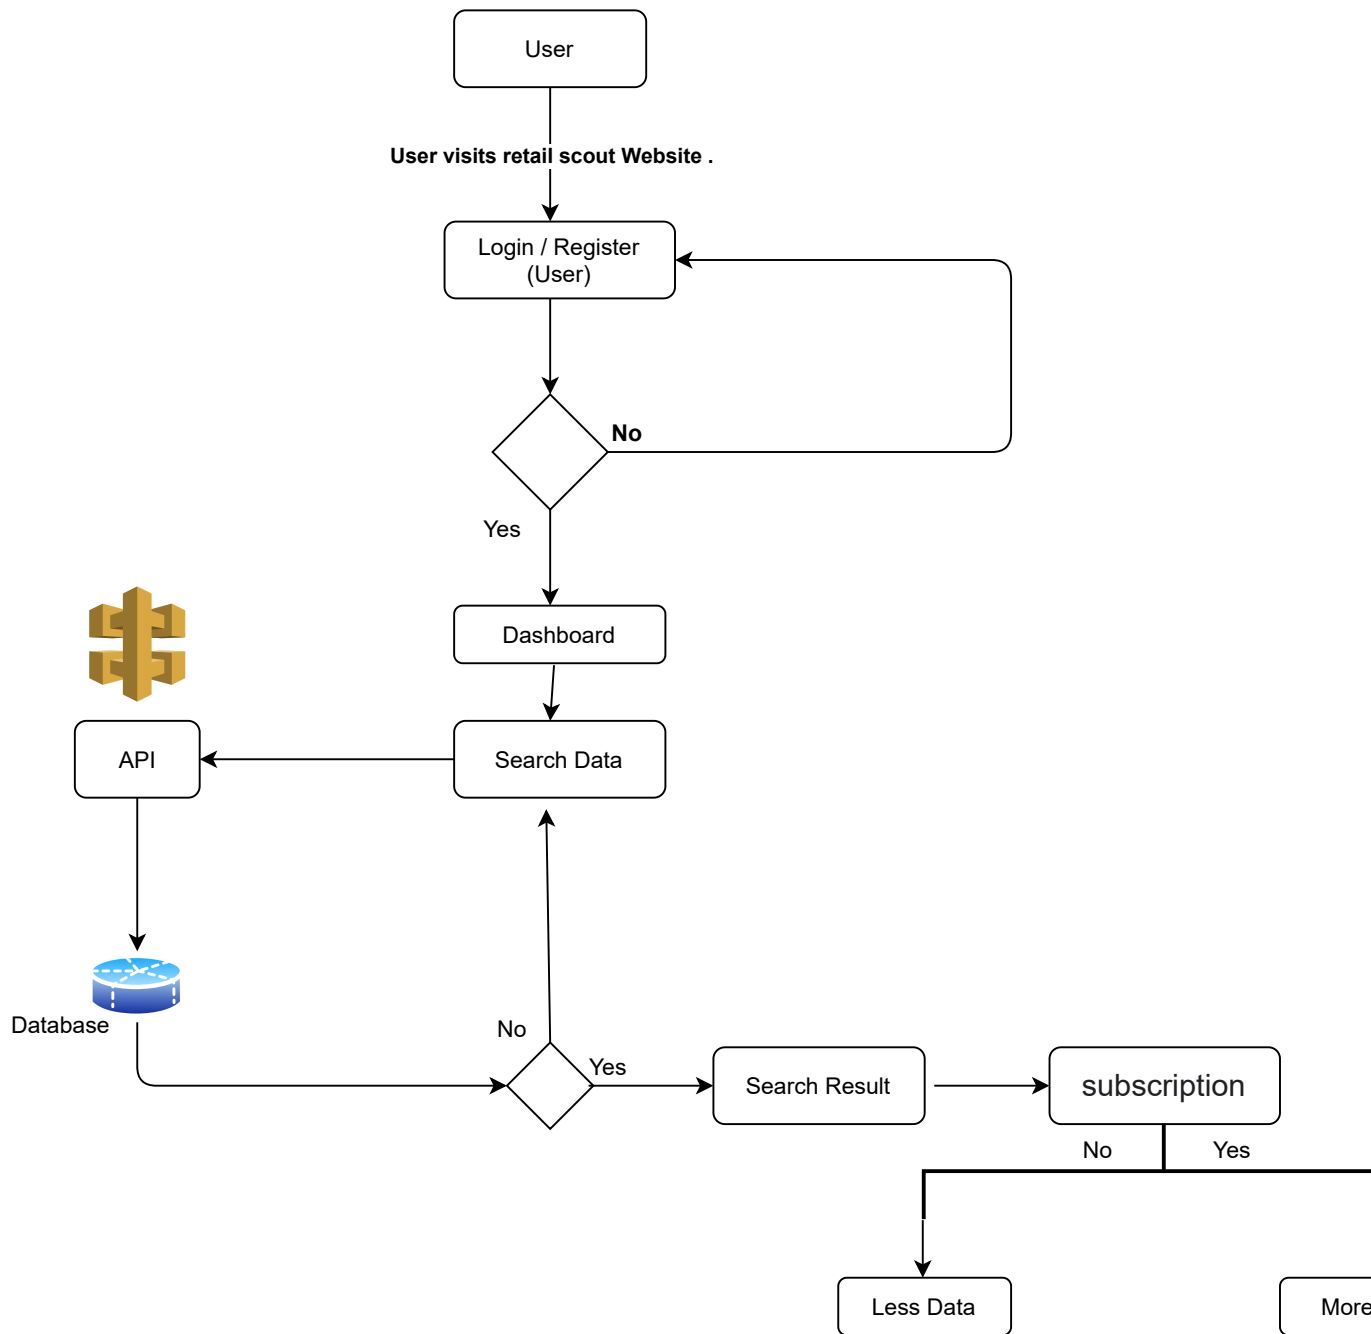 User
User visits retail scout Website .
Login / Register
(User)
No
Yes
Dashboard
API
Search Data
Database
No
Yes
Search Result
subscription
No
Yes
Less Data
More